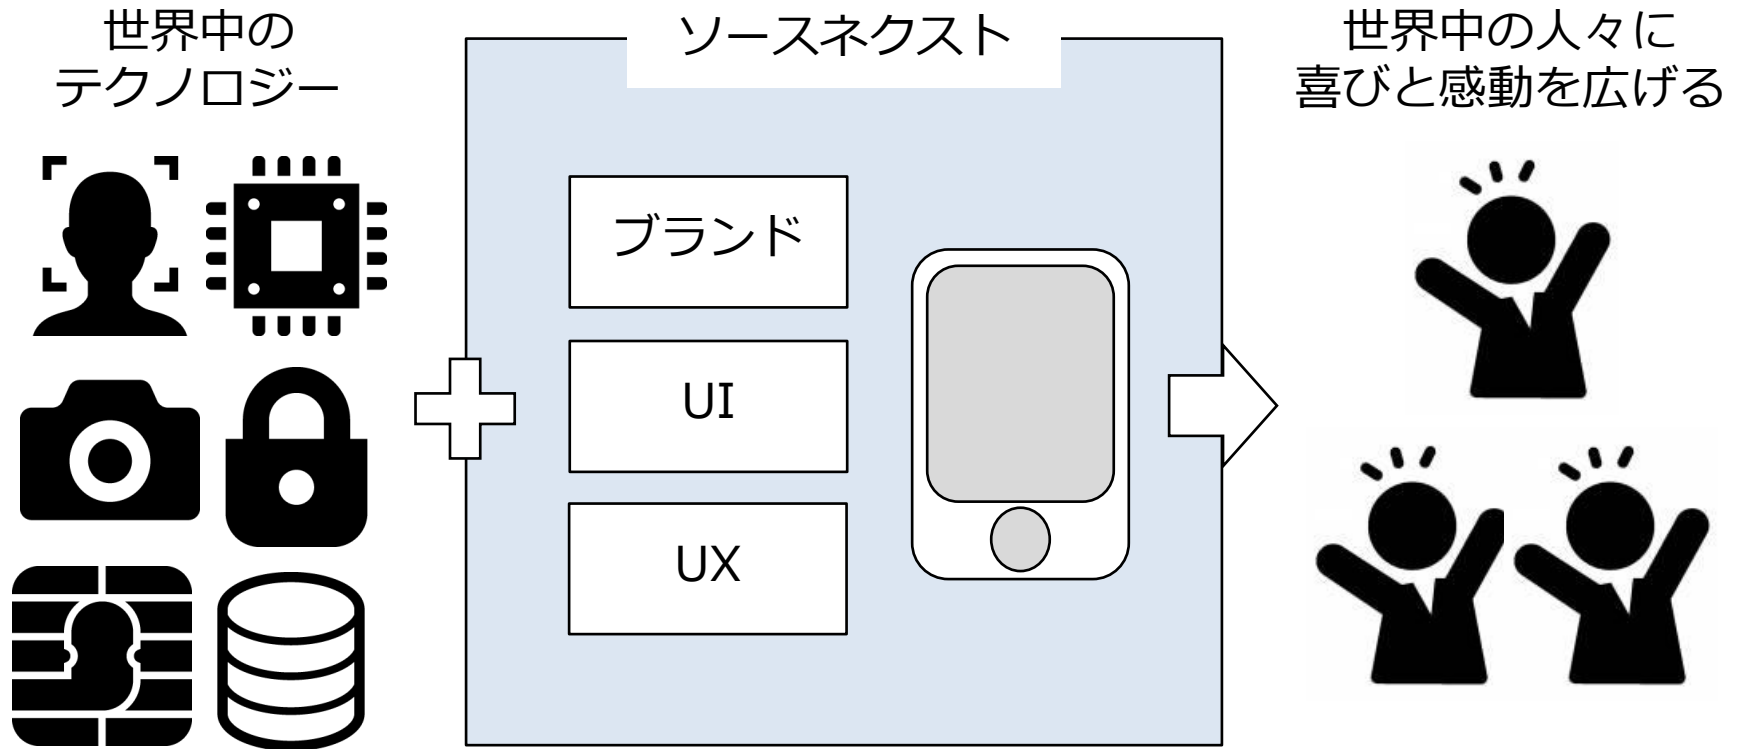 世界中の
テクノロジー
ソースネクスト
ブランド
UI
UX
世界中の人々に
喜びと感動を広げる